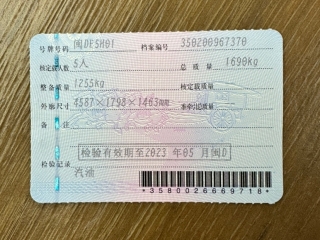 号牌号码 闽DF5H01 档案编号 350200967370
核定载人数 5人 总质量 1690kg
整备质量 1255kg 核定载质量
外廓尺寸 4587×1798×1463mm 准牵引总质量
备注
检验有效期至2023年05月闽D
检验记录
汽油
*3580026669718*